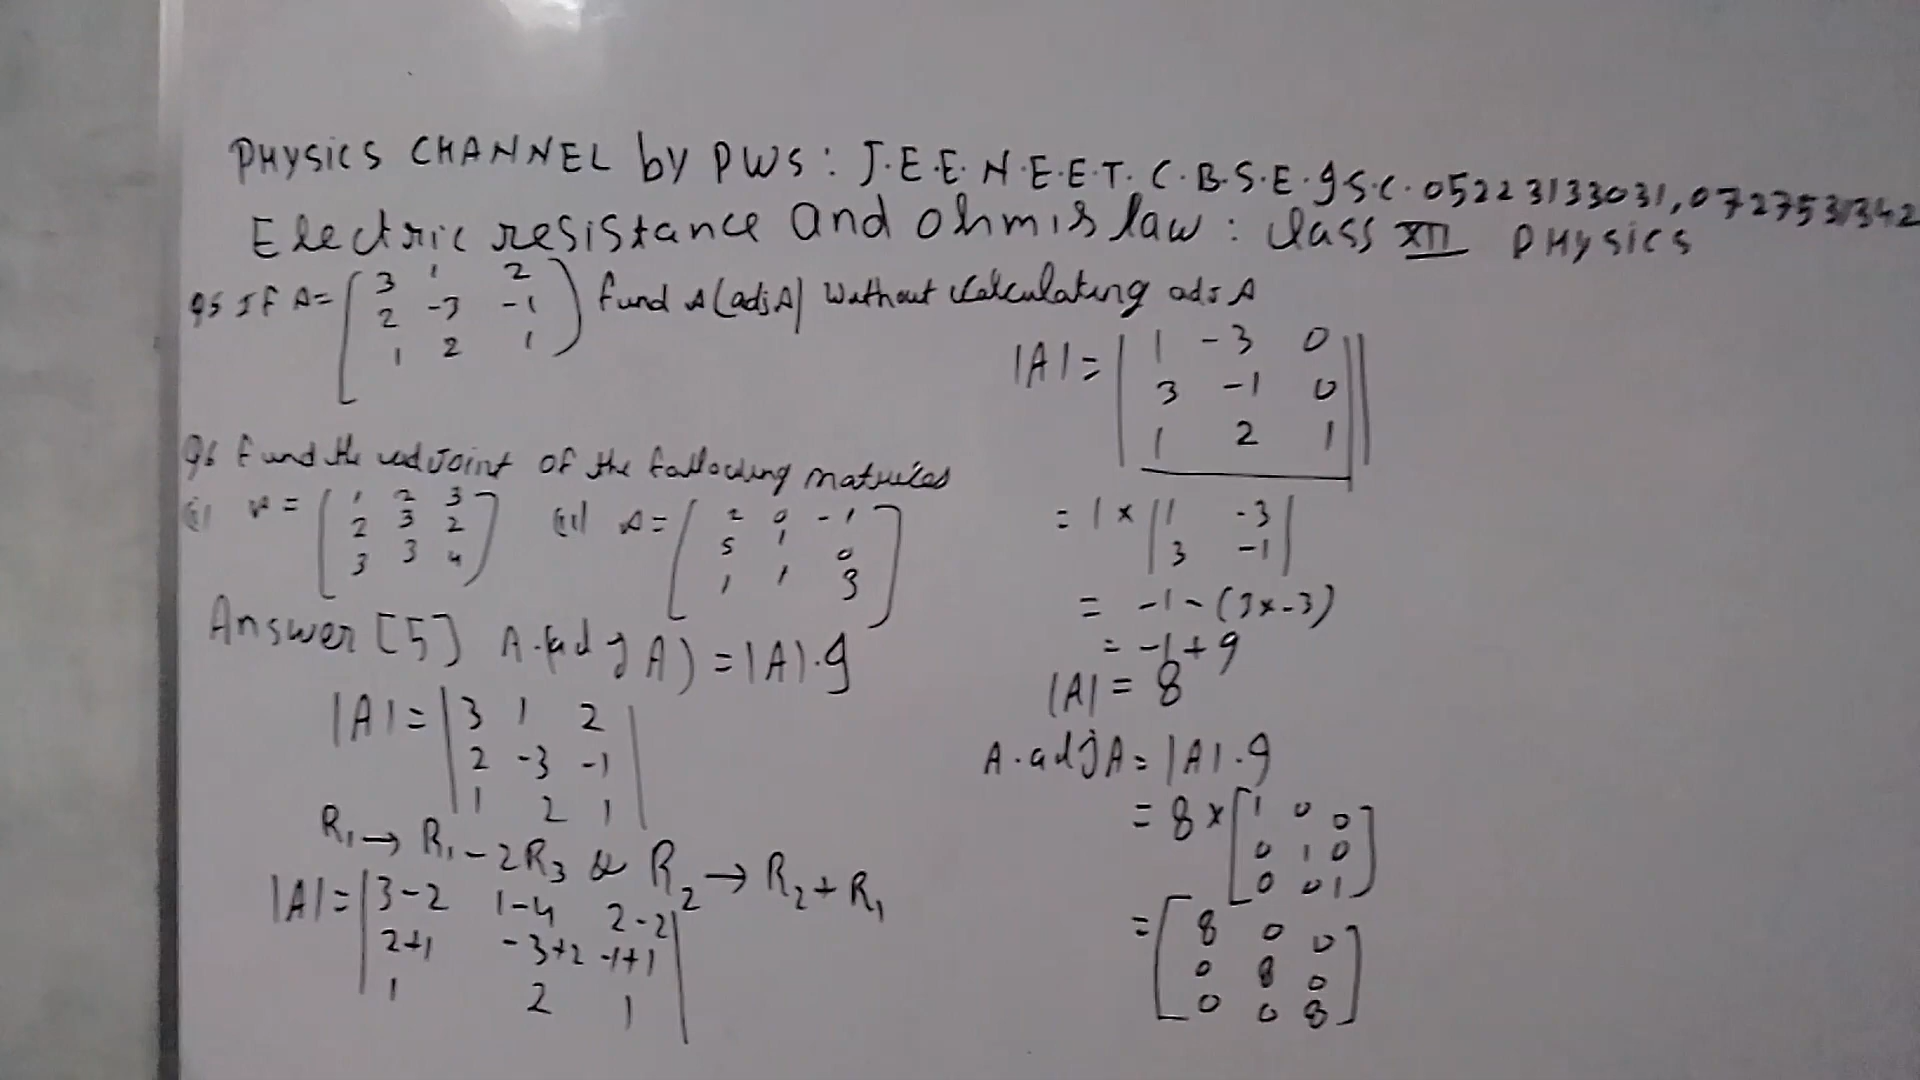 PHYSICS CHANNEL by PWS: J.E.E. N.E.E.T. C.B.S.E. I.S.C. 05223133031, 0727531342
Electric resistance and ohm's law: class XII PHYSICS
Q5 If A = [3 1 2 find A(adj A) without calculating adj A
2 -3 -1
1 2 1]
Q6 Find the adjoint of the following matrices
(i) A = [1 2 3
2 3 2
3 3 4]
(ii) A = [2 0 -1
5 1 0
1 1 3]
Answer [5] A.(adj A) = |A|.I
|A| = |3 1 2
2 -3 -1
1 2 1|
R1 → R1 - 2R3 & R2 → R2 + R1
|A| = |3-2 1-4 2-2
2+1 -3+2 -1+1
1 2 1|
|A| = |1 -3 0
3 -1 0
1 2 1|
= 1 × |1 -3
3 -1|
= -1 - (3×-3)
= -1 + 9
|A| = 8
A.adj A = |A|.I
= 8 × [1 0 0
0 1 0
0 0 1]
= [8 0 0
0 8 0
0 0 8]